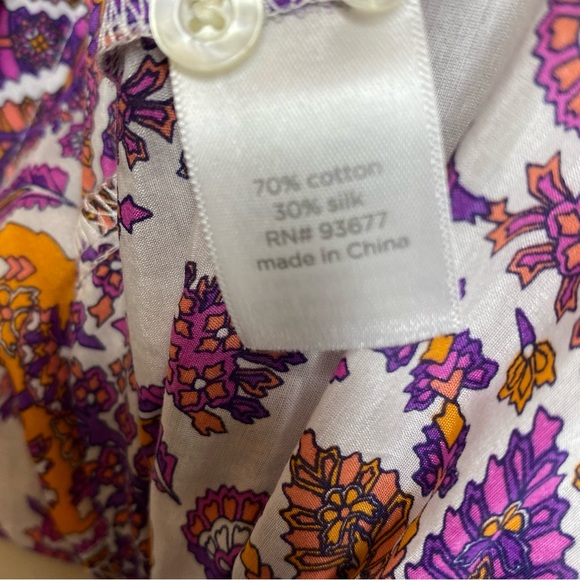 70% cotton
30% silk
RN# 93677
made in China